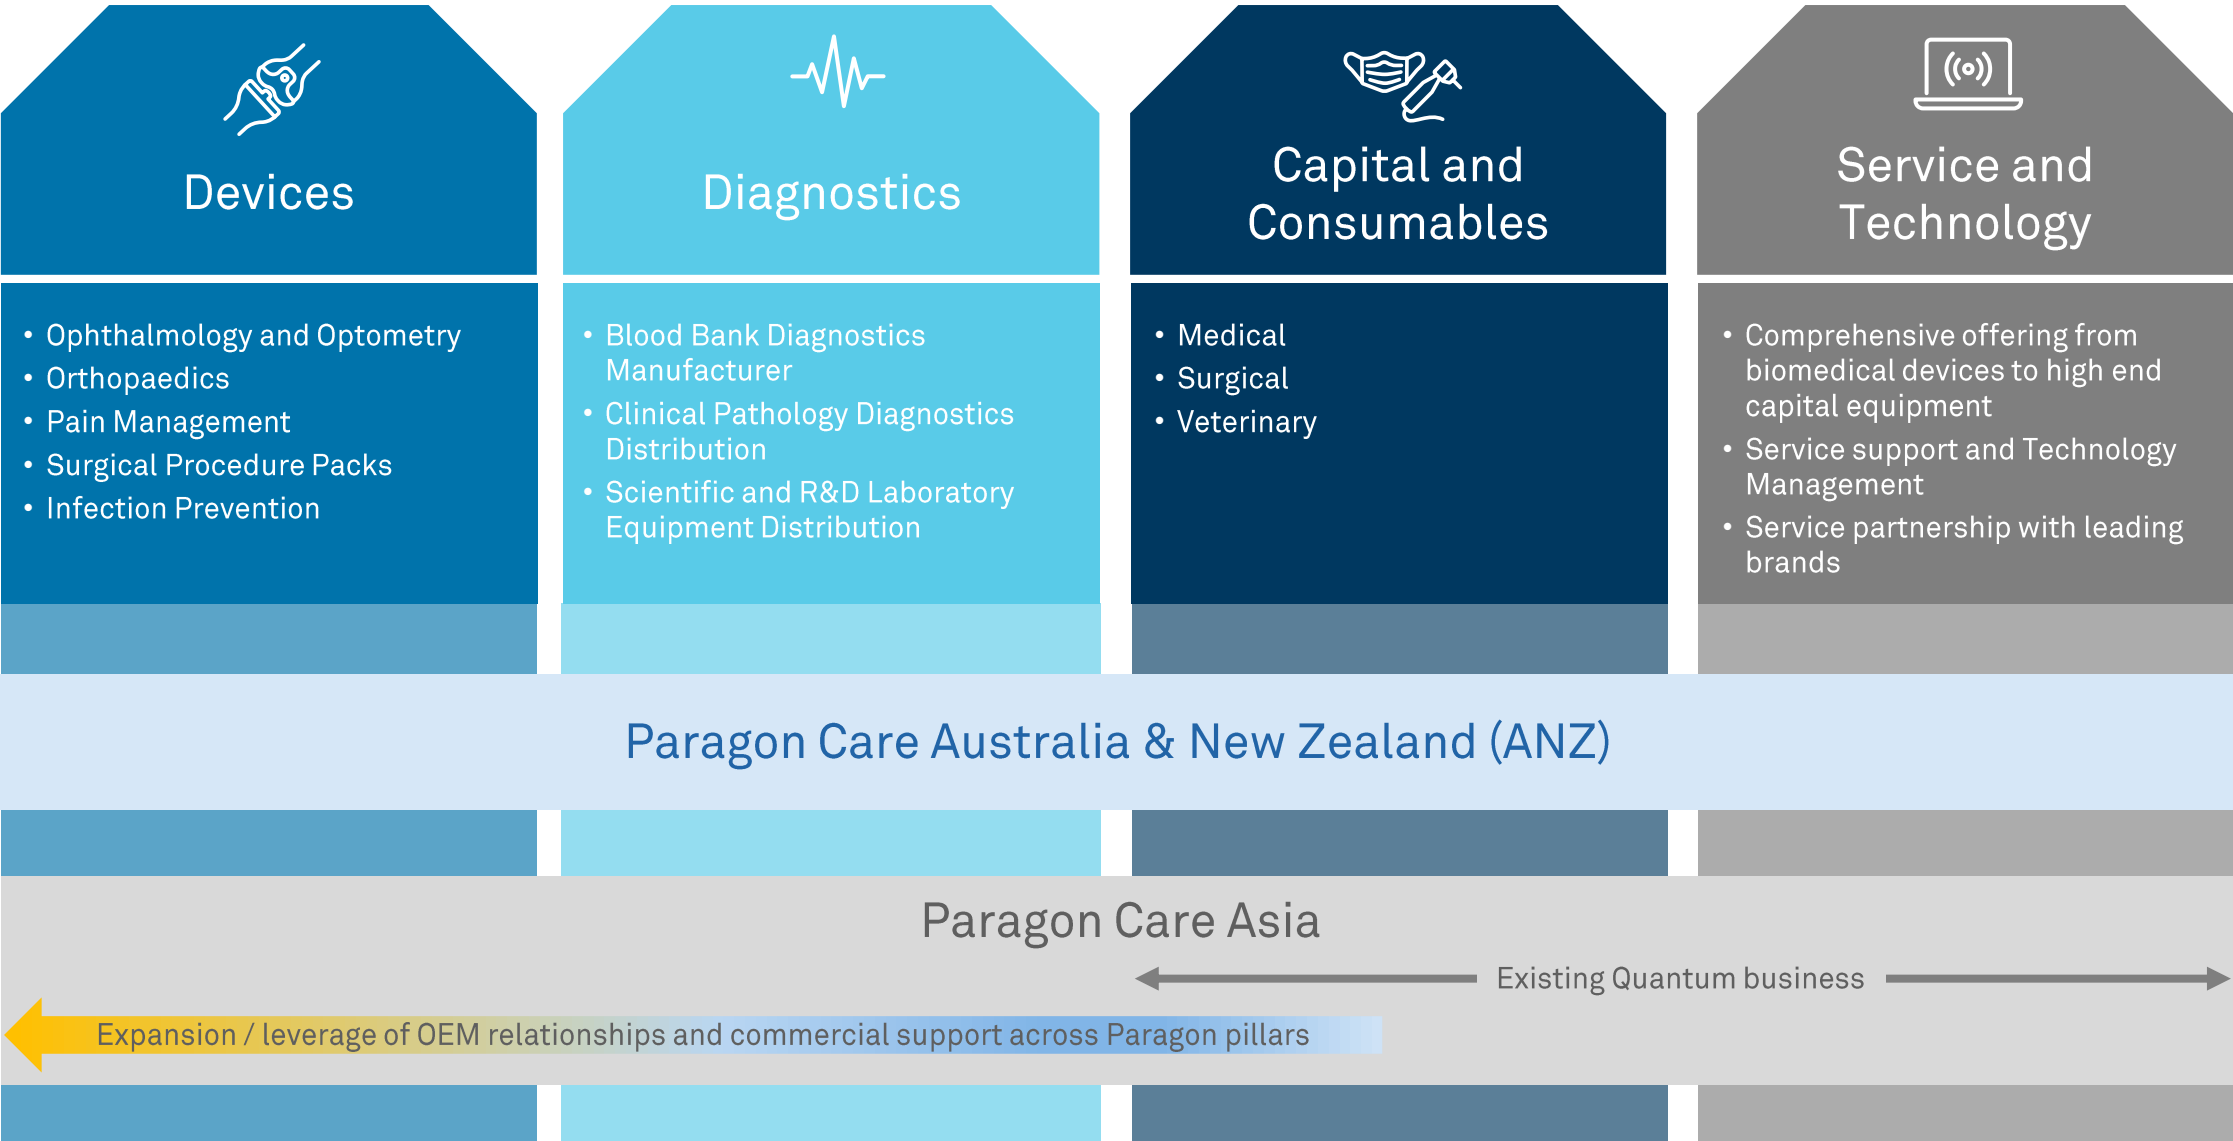 Devices
• Ophthalmology and Optometry
• Orthopaedics
• Pain Management
• Surgical Procedure Packs
• Infection Prevention
Diagnostics
• Blood Bank Diagnostics
Manufacturer
• Clinical Pathology Diagnostics
Distribution
• Scientific and R&D Laboratory
Equipment Distribution
Capital and
Consumables
• Medical
• Surgical
• Veterinary
Service and
Technology
• Comprehensive offering from
biomedical devices to high end
capital equipment
• Service support and Technology
Management
• Service partnership with leading
brands
Paragon Care Australia & New Zealand (ANZ)
Paragon Care Asia
Existing Quantum business
Expansion / leverage of OEM relationships and commercial support across Paragon pillars